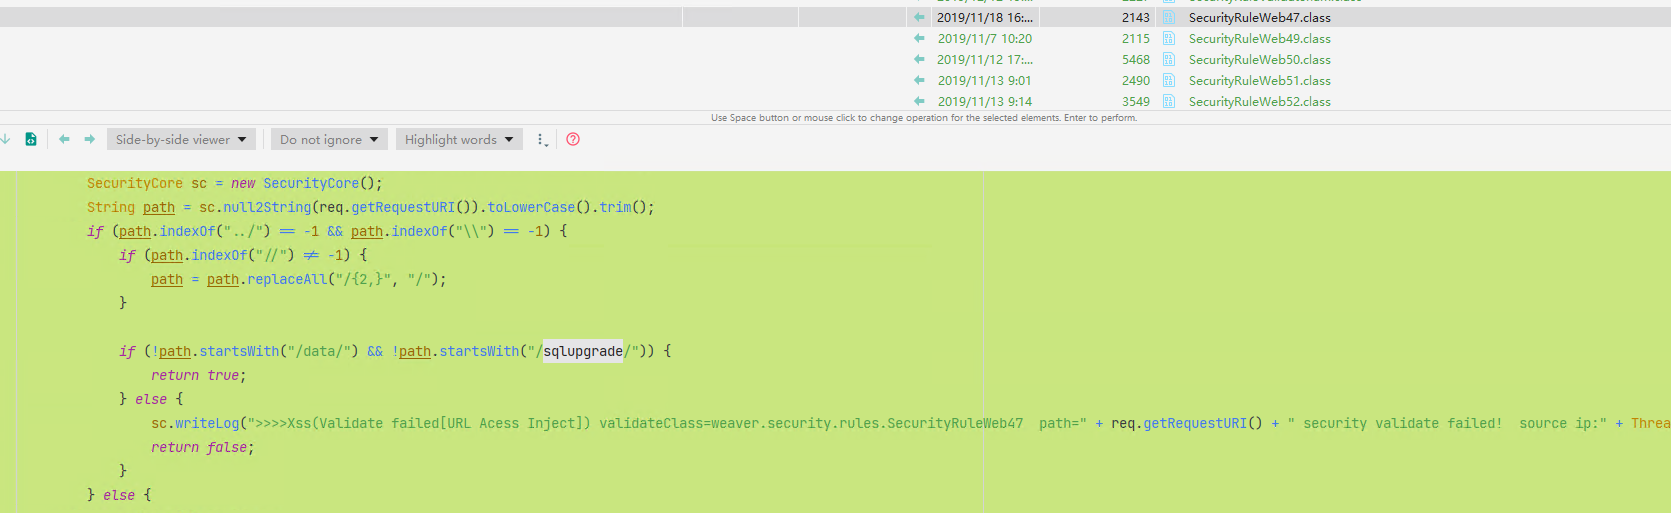 2019/11/18 16:... 2143 SecurityRuleWeb47.class
2019/11/7 10:20 2115 SecurityRuleWeb49.class
2019/11/12 17:... 5468 SecurityRuleWeb50.class
2019/11/13 9:01 2490 SecurityRuleWeb51.class
2019/11/13 9:14 3549 SecurityRuleWeb52.class
Use Space button or mouse click to change operation for the selected elements. Enter to perform.
Side-by-side viewer Do not ignore Highlight words
SecurityCore sc = new SecurityCore();
String path = sc.null2String(req.getRequestURI()).toLowerCase().trim();
if (path.indexOf("../") == -1 && path.indexOf("\\") == -1) {
if (path.indexOf("//") != -1) {
path = path.replaceAll("/{2,}", "/");
}
if (!path.startsWith("/data/") && !path.startsWith("/sqlupgrade/")) {
return true;
} else {
sc.writeLog(">>>>Xss(Validate failed[URL Acess Inject]) validateClass=weaver.security.rules.SecurityRuleWeb47  path=" + req.getRequestURI() + " security validate failed!  source ip:" + Threa
return false;
}
} else {